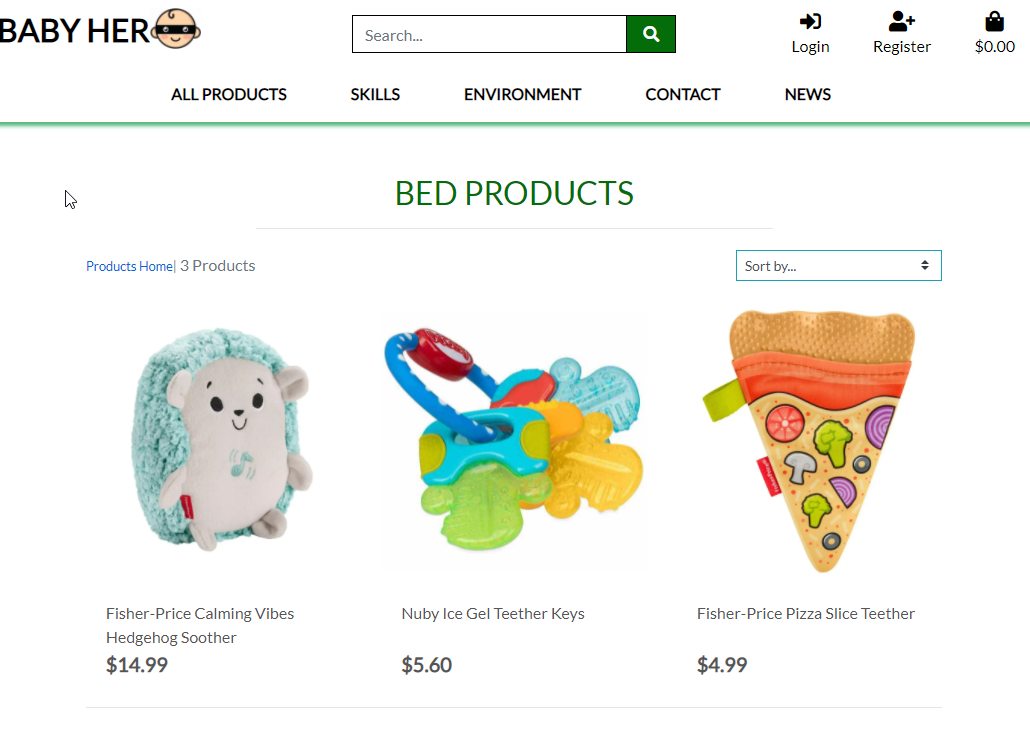 BABY HER
Search...
Login
Register
$0.00
ALL PRODUCTS
SKILLS
ENVIRONMENT
CONTACT
NEWS
BED PRODUCTS
Products Home| 3 Products
Sort by...
Fisher-Price Calming Vibes
Hedgehog Soother
$14.99
Nuby Ice Gel Teether Keys
$5.60
Fisher-Price Pizza Slice Teether
$4.99